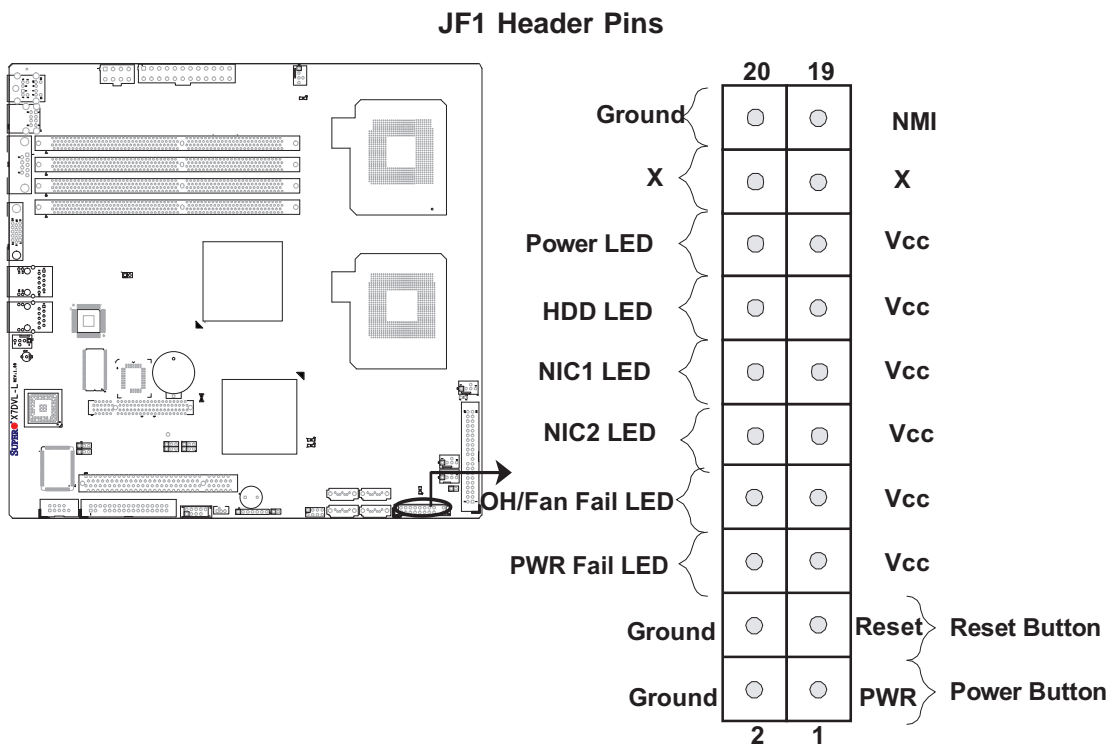 JF1 Header Pins
20 19
Ground NMI
X X
Power LED Vcc
HDD LED Vcc
NIC1 LED Vcc
NIC2 LED Vcc
OH/Fan Fail LED Vcc
PWR Fail LED Vcc
Ground Reset Reset Button
Ground PWR Power Button
2 1
SUPER X7DVL-L